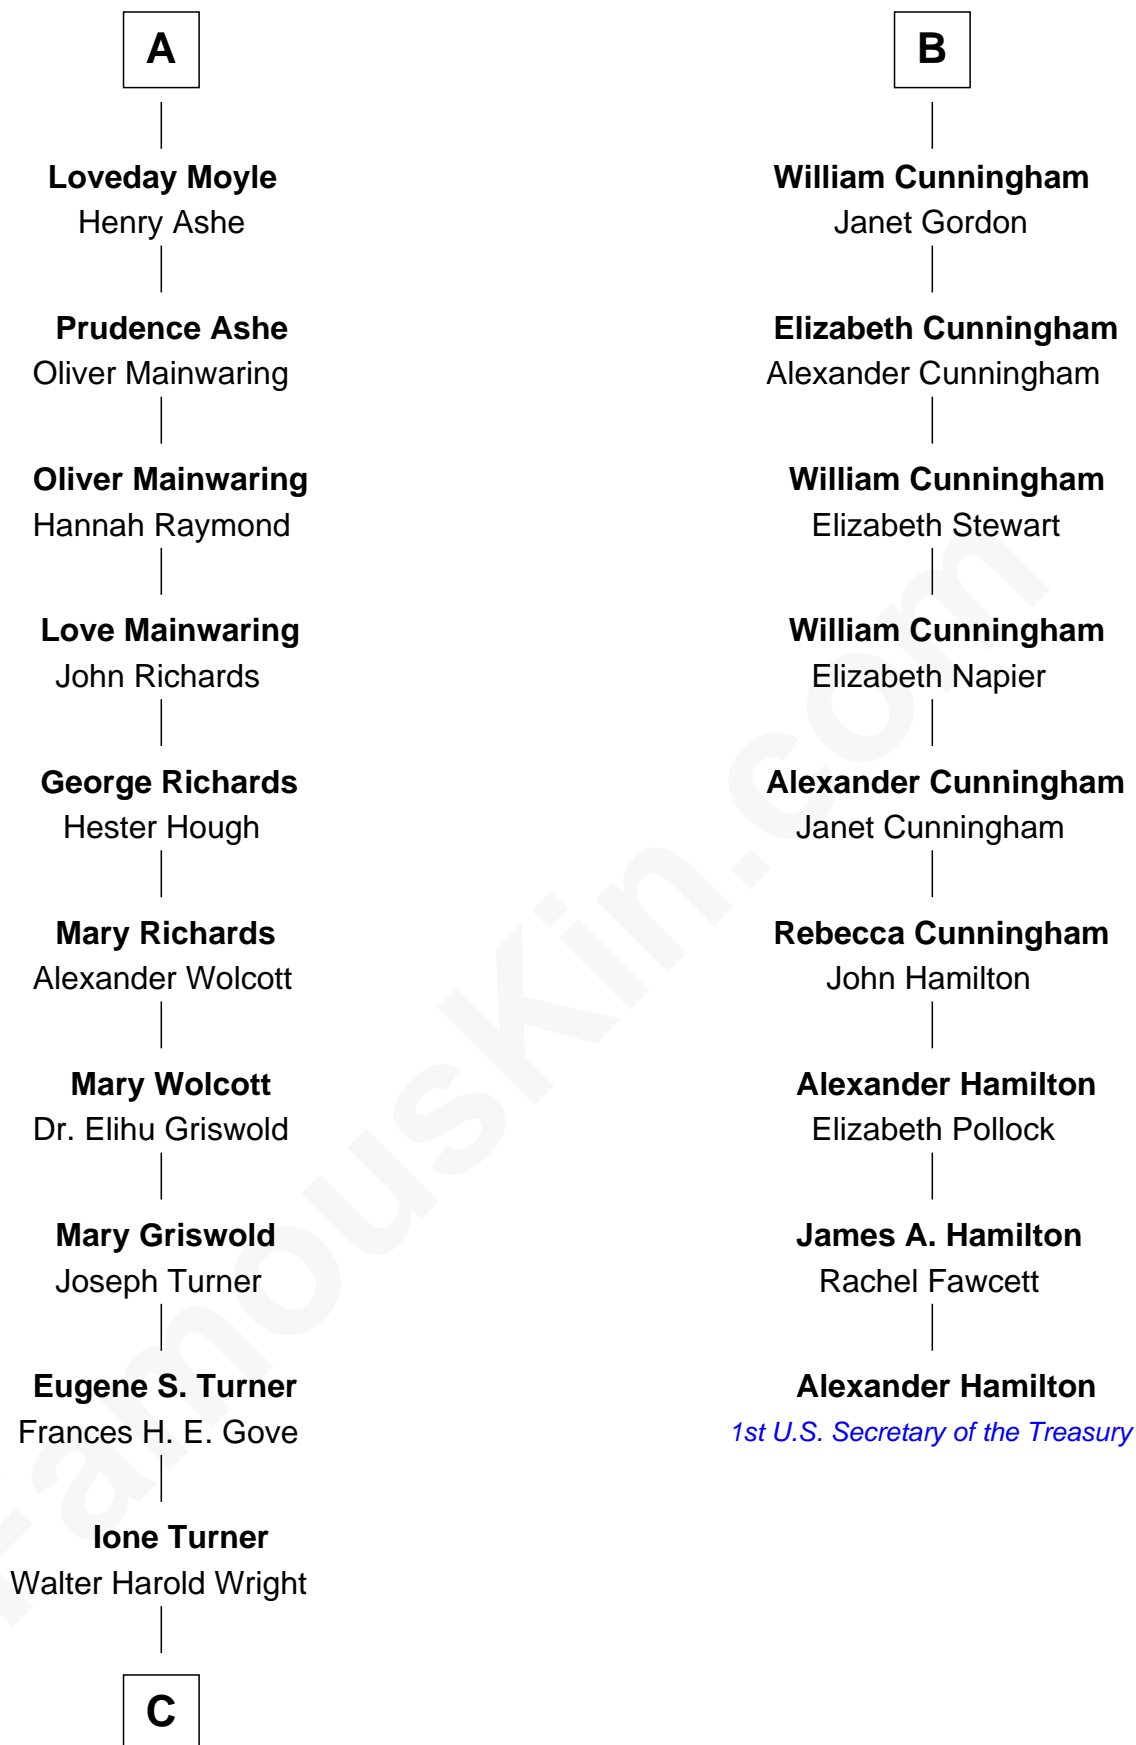 A
Loveday Moyle
Henry Ashe
Prudence Ashe
Oliver Mainwaring
Oliver Mainwaring
Hannah Raymond
Love Mainwaring
John Richards
George Richards
Hester Hough
Mary Richards
Alexander Wolcott
Mary Wolcott
Dr. Elihu Griswold
Mary Griswold
Joseph Turner
Eugene S. Turner
Frances H. E. Gove
Ione Turner
Walter Harold Wright
C
B
William Cunningham
Janet Gordon
Elizabeth Cunningham
Alexander Cunningham
William Cunningham
Elizabeth Stewart
William Cunningham
Elizabeth Napier
Alexander Cunningham
Janet Cunningham
Rebecca Cunningham
John Hamilton
Alexander Hamilton
Elizabeth Pollock
James A. Hamilton
Rachel Fawcett
Alexander Hamilton
1st U.S. Secretary of the Treasury
FamousKin.com